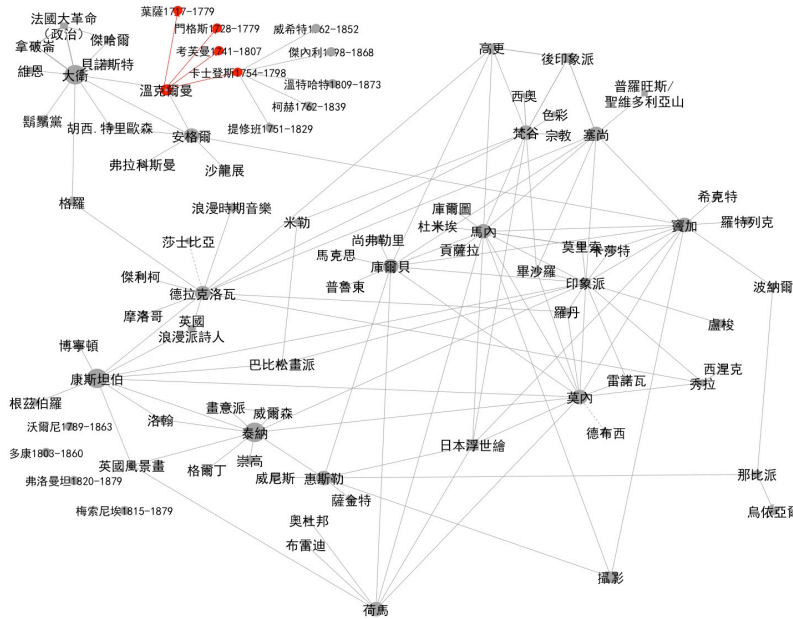 葉薩1717-1779
法國大革命
(政治)
傑哈爾
門格斯1728-1779
威希特1762-1852
拿破崙
貝諾斯特
考芙曼1741-1807
傑內利1798-1868
高更
後印象派
維恩
大衛
卡士登斯1754-1798
溫特哈特1809-1873
溫克爾曼
西奧
普羅旺斯/
聖維多利亞山
柯赫1762-1839
色彩
鬍鬚黨
胡西.特里歐森
安格爾
提修班1751-1829
梵谷
宗教
塞尚
弗拉科斯曼
沙龍展
希克特
格羅
浪漫時期音樂
米勒
庫爾圖
杜米埃
馬內
竇加
羅特列克
莎士比亞
尚弗勒里
貢薩拉
莫里索
卡莎特
馬克思
庫爾貝
畢沙羅
傑利柯
德拉克洛瓦
普魯東
印象派
波納爾
摩洛哥
英國
浪漫派詩人
羅丹
盧梭
博寧頓
巴比松畫派
西涅克
康斯坦伯
雷諾瓦
秀拉
根茲伯羅
畫意派
威爾森
莫內
沃爾尼1789-1863
洛翰
泰納
德布西
多康1803-1860
英國風景畫
格爾丁
崇高
日本浮世繪
弗洛曼坦1820-1879
威尼斯
惠斯勒
那比派
薩金特
梅索尼埃1815-1879
奧杜邦
烏依亞爾
布雷迪
攝影
荷馬